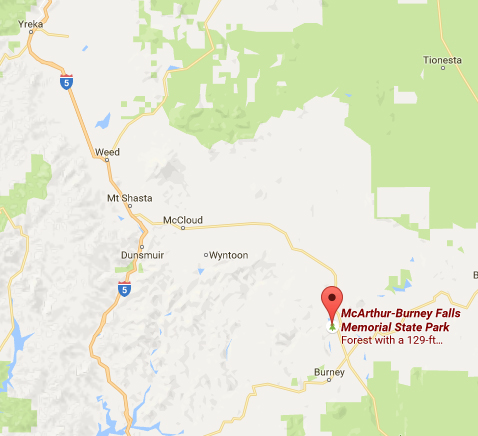 Yreka
5
Tionesta
Weed
Mt Shasta
McCloud
Dunsmuir
Wyntoon
5
B
McArthur-Burney Falls
Memorial State Park
Forest with a 129-ft...
Burney